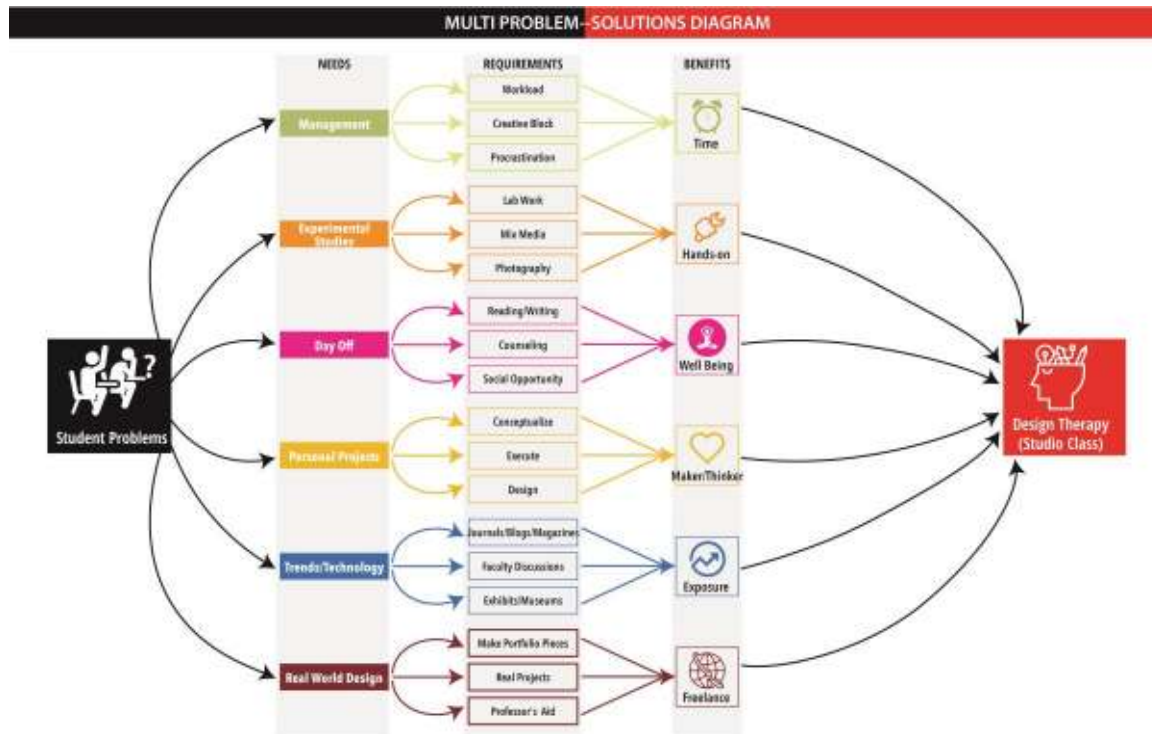 MULTI PROBLEM--SOLUTIONS DIAGRAM
NEEDS
REQUIREMENTS
BENEFITS
Management
Workload
Creative Block
Procrastination
Time
Experimental
Studies
Lab Work
Mix Media
Photography
Hands-on
Day Off
Reading/Writing
Counseling
Social Opportunity
Well Being
Student Problems
Personal Projects
Conceptualize
Execute
Design
Maker/Thinker
Design Therapy
(Studio Class)
Trends/Technology
Journals/Blogs/Magazines
Faculty Discussions
Exhibits/Museums
Exposure
Real World Design
Make Portfolio Pieces
Real Projects
Professor's Aid
Freelance